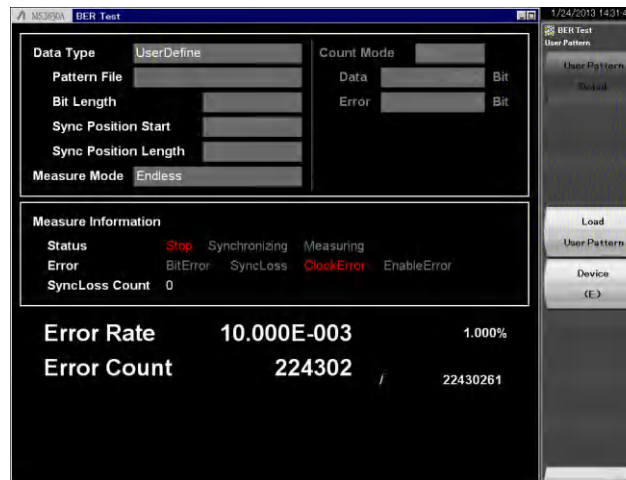 MS2690A BER Test
1/24/2013 14:31:4
BER Test
User Pattern
Data Type UserDefine Count Mode
User Pattern
Pattern File Data Bit
Bit Length Error Bit
Sync Position Start
Sync Position Length
Measure Mode Endless
Measure Information
Load
User Pattern
Status Stop Synchronizing Measuring
Error BitError SyncLoss ClockError EnableError
SyncLoss Count 0
Device
(E:)
Error Rate 10.000E-003 1.000%
Error Count 224302 / 22430261